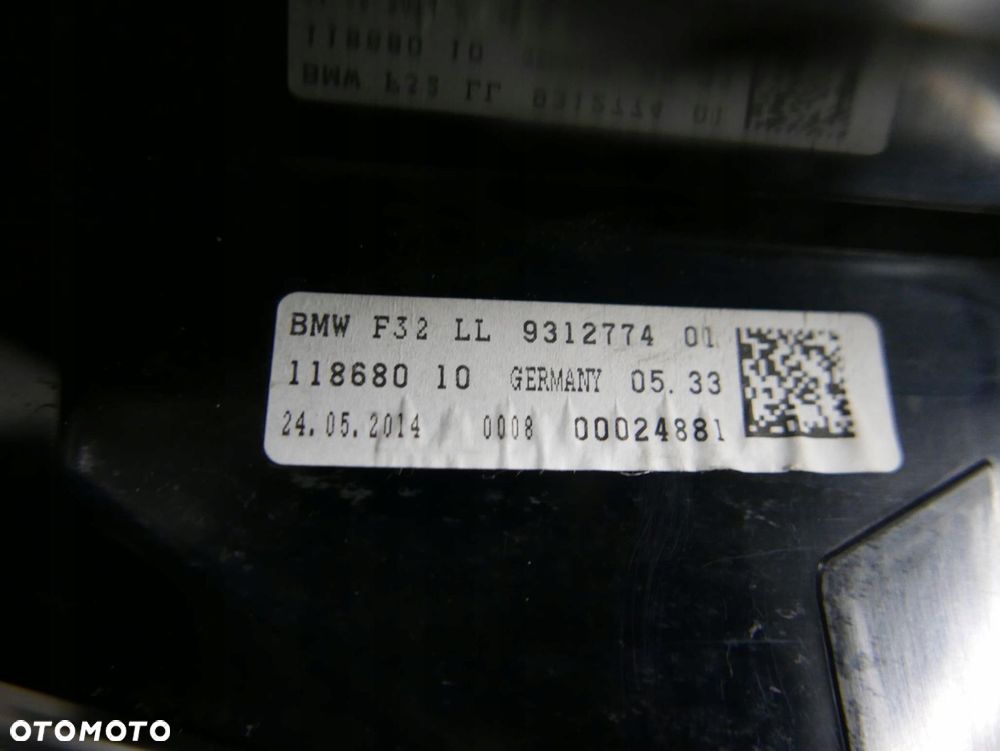 BMW F32 LL 9312774 01
118680 10 GERMANY 05.33
24.05.2014 0008 00024881
OTOMOTO